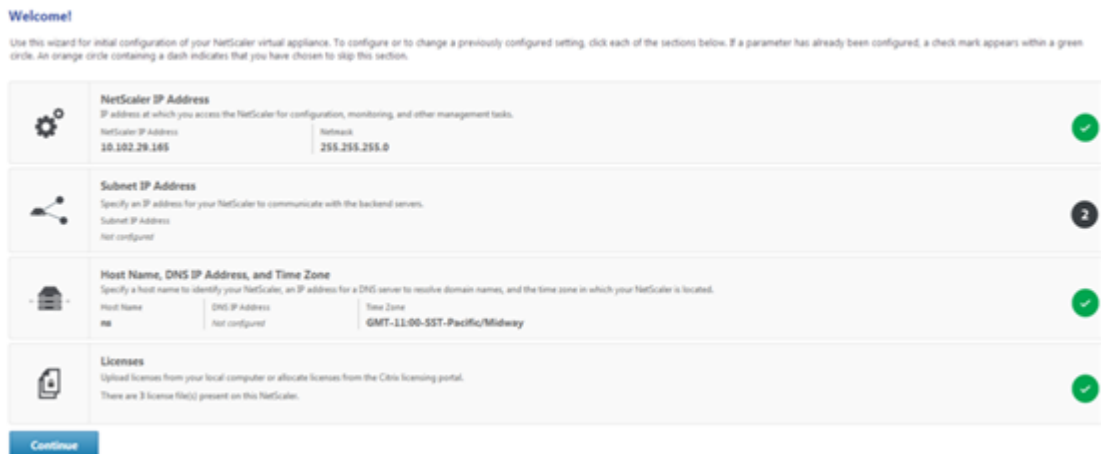 Welcome!
Use this wizard for initial configuration of your NetScaler virtual appliance. To configure or to change a previously configured setting, click each of the sections below. If a parameter has already been configured, a check mark appears within a green
circle. An orange circle containing a dash indicates that you have chosen to skip this section.
NetScaler IP Address
IP address at which you access the NetScaler for configuration, monitoring, and other management tasks.
NetScaler IP Address Netmask
10.102.29.165 255.255.255.0
Subnet IP Address
Specify an IP address for your NetScaler to communicate with the backend servers.
Subnet IP Address
2
Not configured
Host Name, DNS IP Address, and Time Zone
Specify a host name to identify your NetScaler, an IP address for a DNS server to resolve domain names, and the time zone in which your NetScaler is located.
Host Name DNS IP Address Time Zone
ns Not configured GMT-11:00-SST-Pacific/Midway
Licenses
Upload licenses from your local computer or allocate licenses from the Citrix licensing portal.
There are 3 license file(s) present on this NetScaler.
Continue